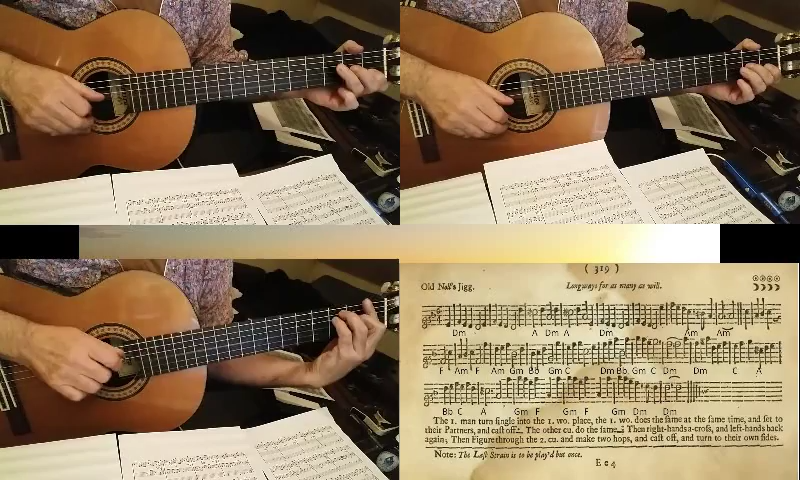 ( 319 )
Old Noll's Jigg.
Longways for as many as will.
Dm A Dm A Dm Am Am
F Am F Am Gm Bb Gm C Dm Bb Gm C Dm Dm C A
Bb C A Gm F Gm F Gm Dm Dm
The 1. man turn single into the 1. wo. place, the 1. wo. does the same at the same time, and set to
their Partners, and cast off. The other cu. do the same. Then right-hands a-cross, and left-hands back
again; Then Figure through the 2. cu. and make two hops, and cast off, and turn to their own sides.
Note: The Last Strain is to be play'd but once.
E e 4